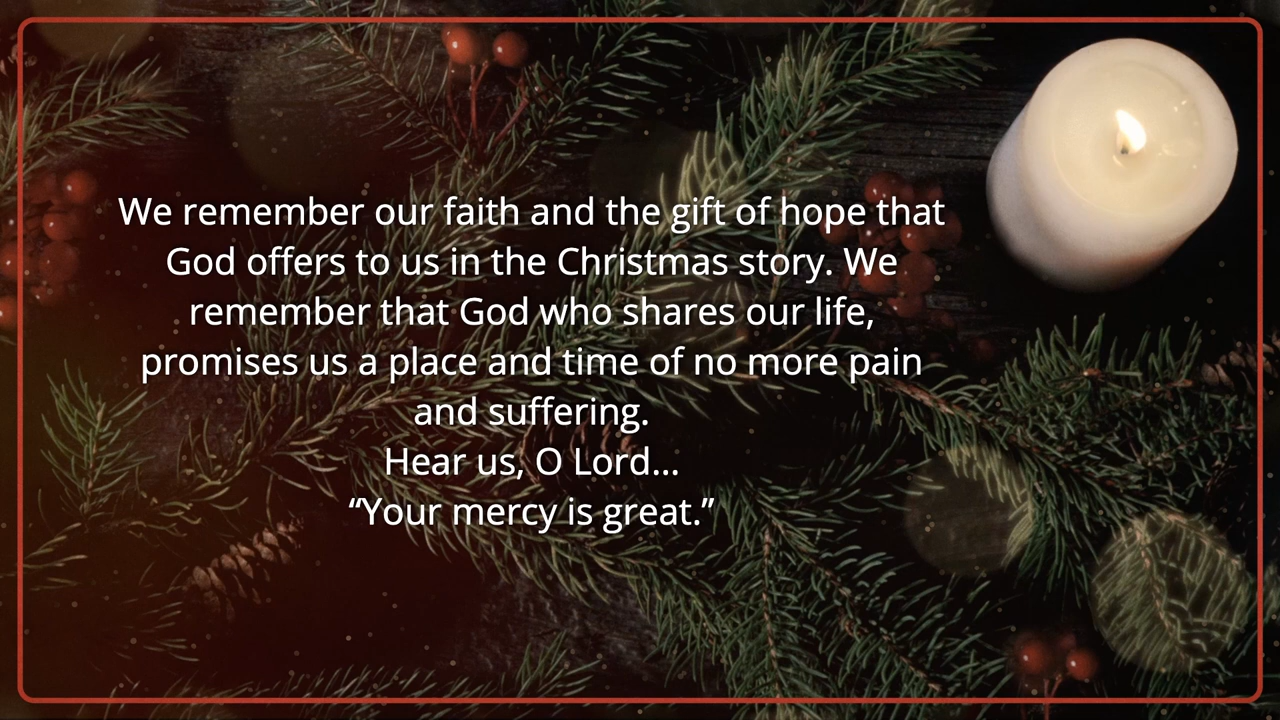 We remember our faith and the gift of hope that
God offers to us in the Christmas story. We
remember that God who shares our life,
promises us a place and time of no more pain
and suffering.
Hear us, O Lord...
“Your mercy is great.”